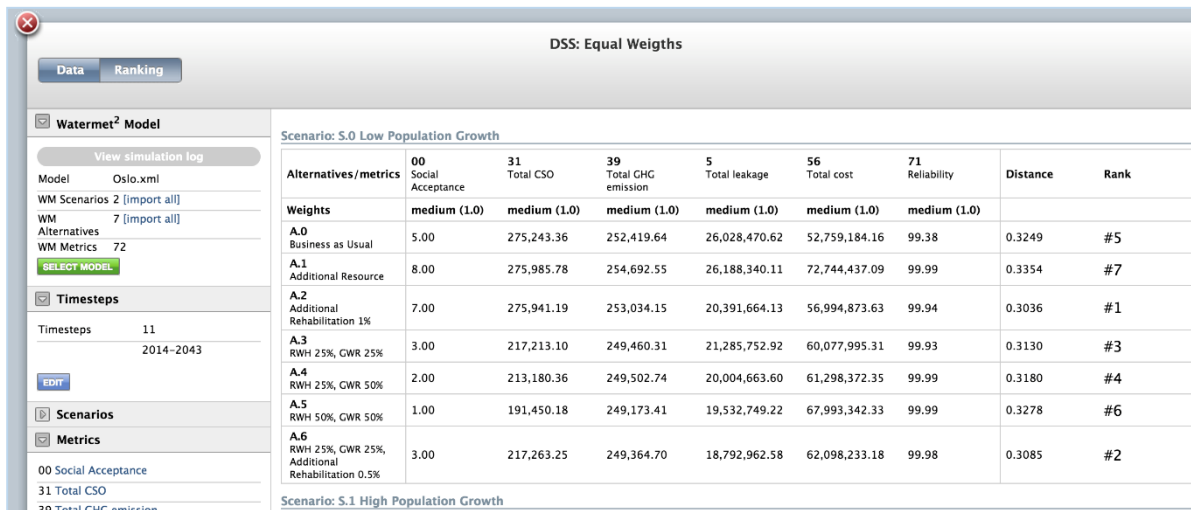 DSS: Equal Weigths
Data Ranking
Watermet2 Model
View simulation log
Model Oslo.xml
WM Scenarios 2 [import all]
WM Alternatives 7 [import all]
WM Metrics 72
SELECT MODEL
Timesteps
Timesteps 11
2014-2043
EDIT
Scenarios
Metrics
00 Social Acceptance
31 Total CSO
39 Total GHG emission
Scenario: S.0 Low Population Growth
Alternatives/metrics 00 Social Acceptance 31 Total CSO 39 Total GHG emission 5 Total leakage 56 Total cost 71 Reliability Distance Rank
Weights medium (1.0) medium (1.0) medium (1.0) medium (1.0) medium (1.0) medium (1.0)
A.0 Business as Usual 5.00 275,243.36 252,419.64 26,028,470.62 52,759,184.16 99.38 0.3249 #5
A.1 Additional Resource 8.00 275,985.78 254,692.55 26,188,340.11 72,744,437.09 99.99 0.3354 #7
A.2 Additional Rehabilitation 1% 7.00 275,941.19 253,034.15 20,391,664.13 56,994,873.63 99.94 0.3036 #1
A.3 RWH 25%, GWR 25% 3.00 217,213.10 249,460.31 21,285,752.92 60,077,995.31 99.93 0.3130 #3
A.4 RWH 25%, GWR 50% 2.00 213,180.36 249,502.74 20,004,663.60 61,298,372.35 99.99 0.3180 #4
A.5 RWH 50%, GWR 50% 1.00 191,450.18 249,173.41 19,532,749.22 67,993,342.33 99.99 0.3278 #6
A.6 RWH 25%, GWR 25%, Additional Rehabilitation 0.5% 3.00 217,263.25 249,364.70 18,792,962.58 62,098,233.18 99.98 0.3085 #2
Scenario: S.1 High Population Growth